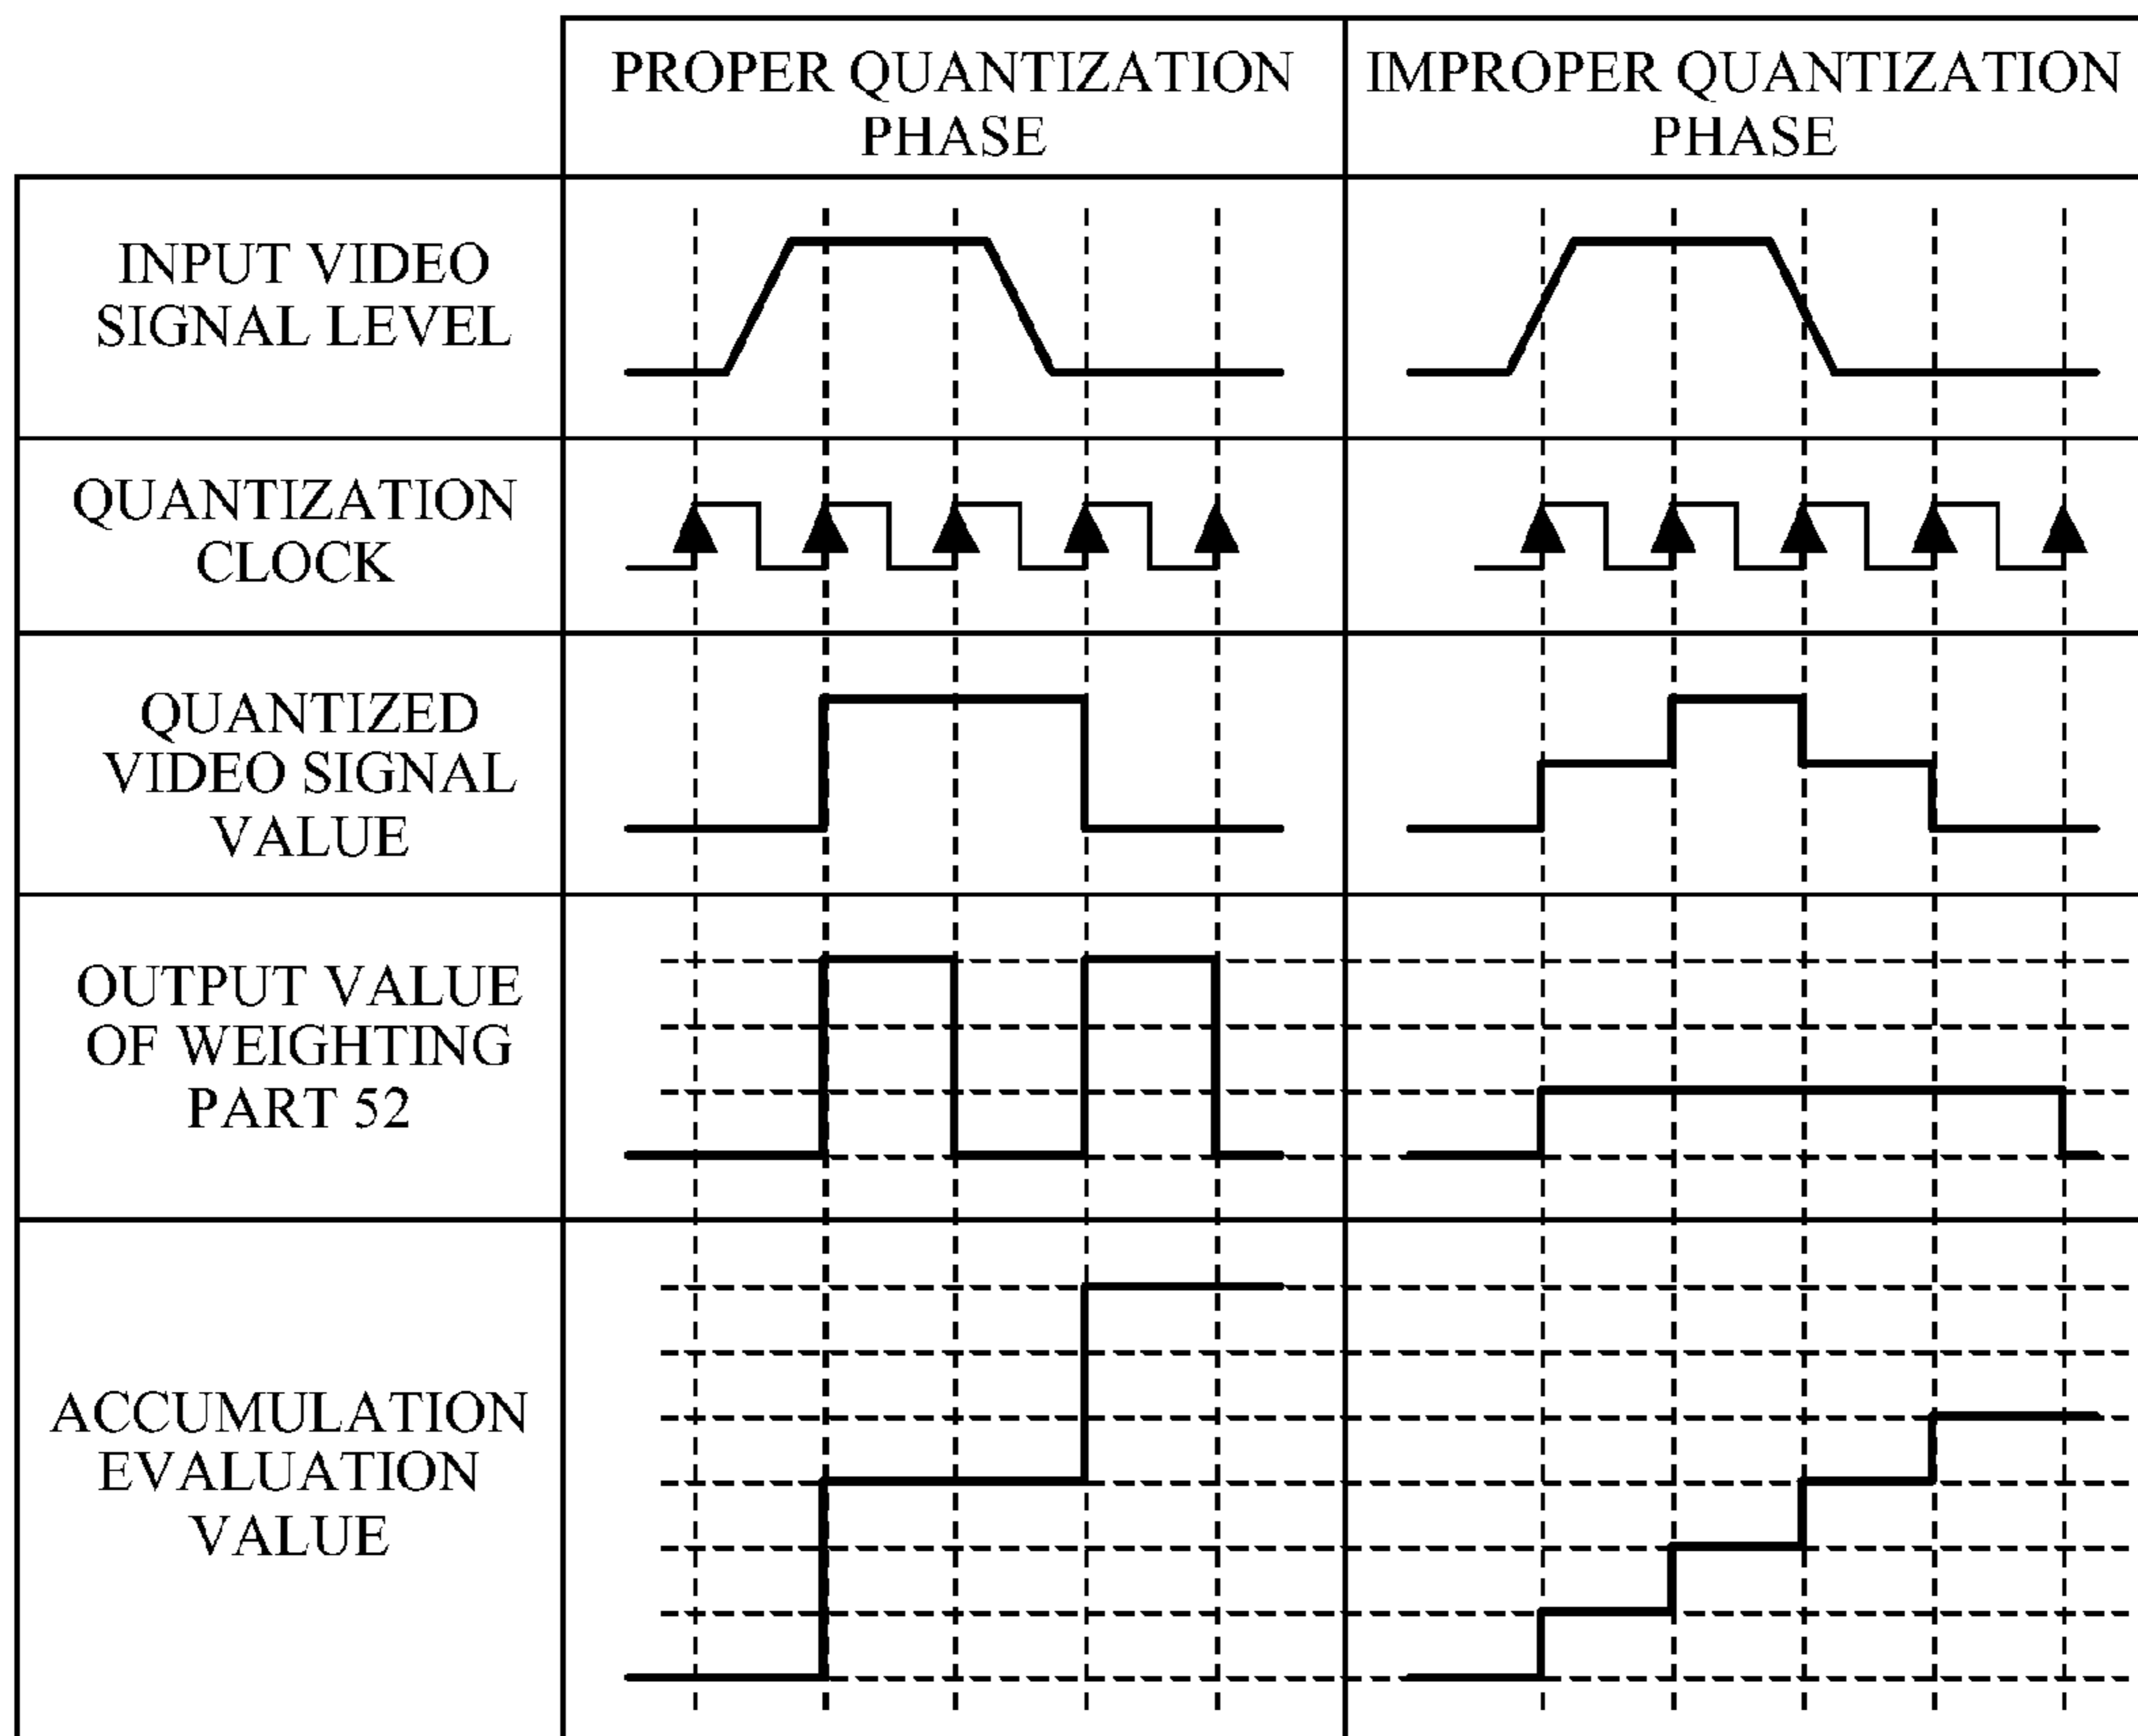 PROPER QUANTIZATION
PHASE
IMPROPER QUANTIZATION
PHASE
INPUT VIDEO
SIGNAL LEVEL
QUANTIZATION
CLOCK
QUANTIZED
VIDEO SIGNAL
VALUE
OUTPUT VALUE
OF WEIGHTING
PART 52
ACCUMULATION
EVALUATION
VALUE